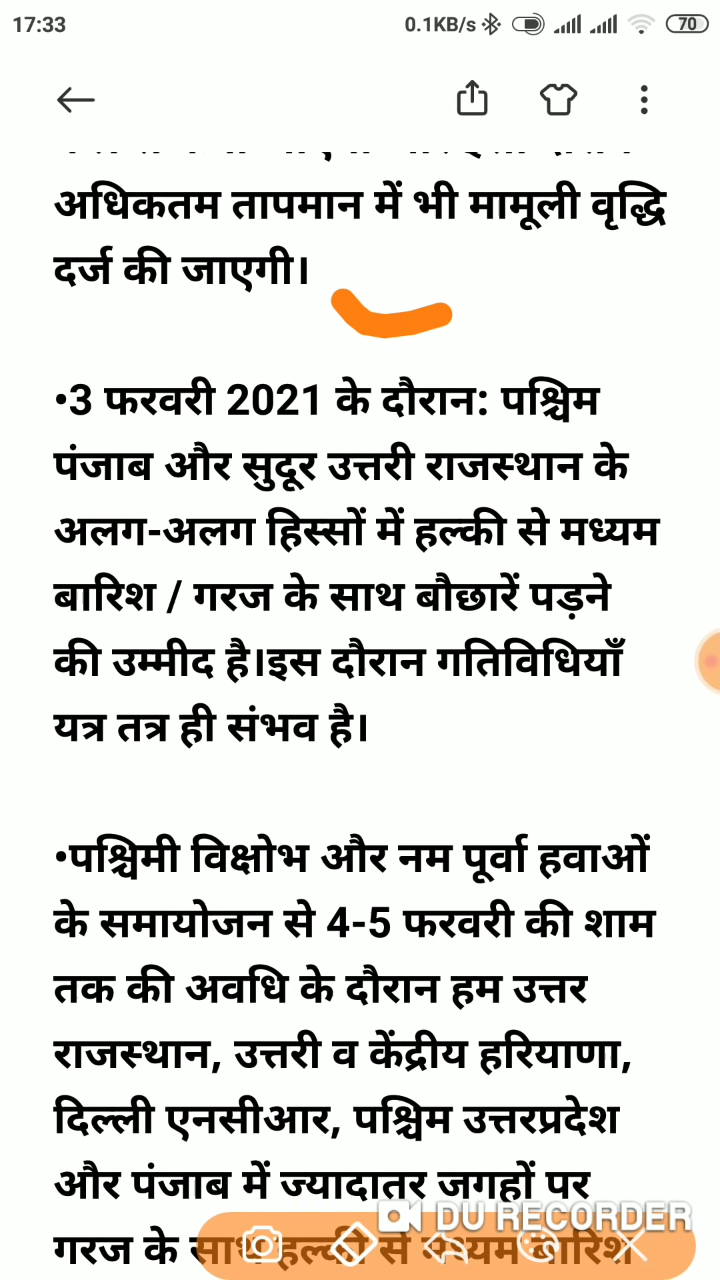 17:33
0.1KB/s
70
अधिकतम तापमान में भी मामूली वृद्धि
दर्ज की जाएगी।
•3 फरवरी 2021 के दौरान: पश्चिम
पंजाब और सुदूर उत्तरी राजस्थान के
अलग-अलग हिस्सों में हल्की से मध्यम
बारिश / गरज के साथ बौछारें पड़ने
की उम्मीद है।इस दौरान गतिविधियाँ
यत्र तत्र ही संभव है।
•पश्चिमी विक्षोभ और नम पूर्वा हवाओं
के समायोजन से 4-5 फरवरी की शाम
तक की अवधि के दौरान हम उत्तर
राजस्थान, उत्तरी व केंद्रीय हरियाणा,
दिल्ली एनसीआर, पश्चिम उत्तरप्रदेश
और पंजाब में ज्यादातर जगहों पर
DU RECORDER
गरज के साथ हल्की से मध्यम बारिश